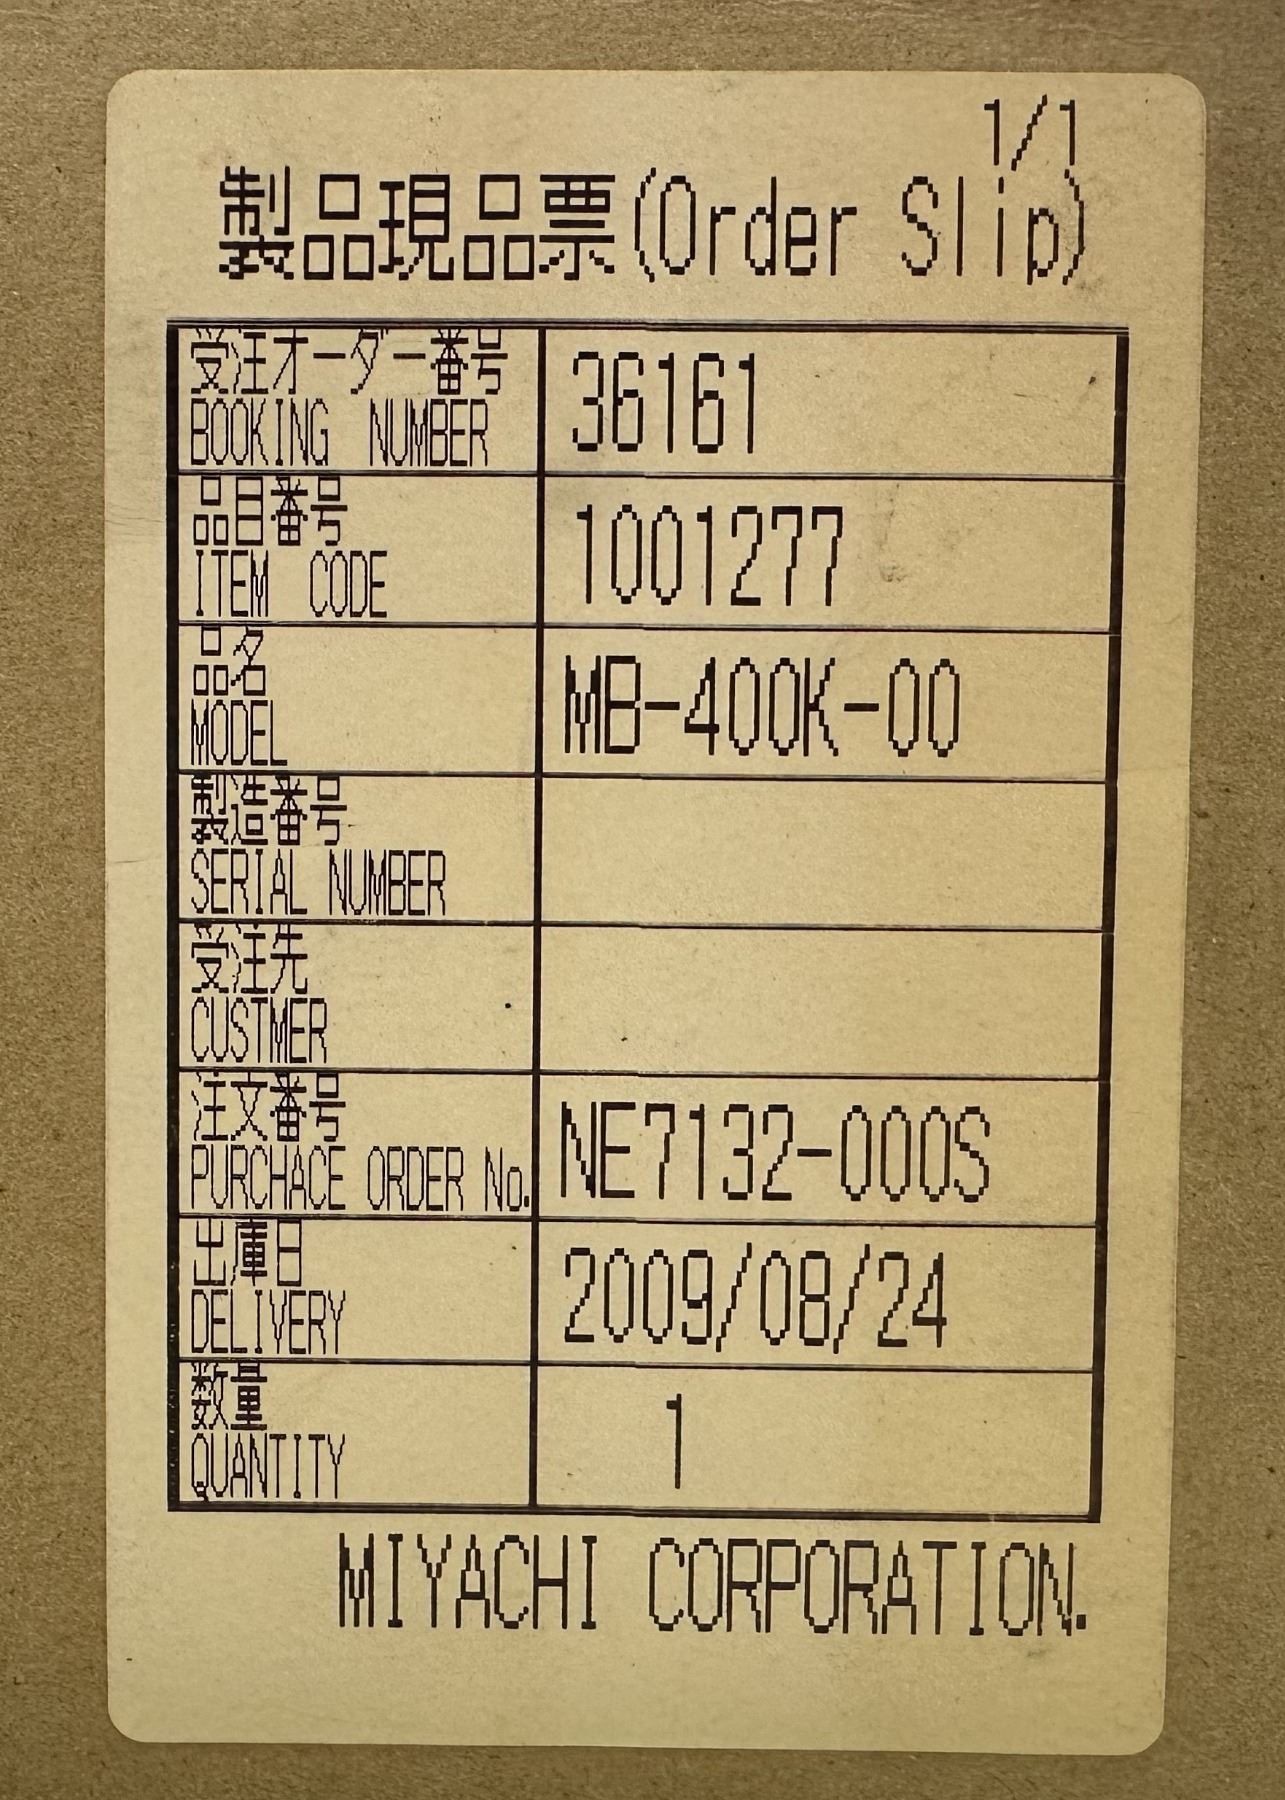 1/1
製品現品票(Order Slip)
受注オーダー番号
BOOKING NUMBER
36161
品目番号
ITEM CODE
1001277
品名
MODEL
MB-400K-00
製造番号
SERIAL NUMBER
受注先
CUSTMER
注文番号
PURCHACE ORDER No.
NE7132-000S
出庫日
DELIVERY
2009/08/24
数量
QUANTITY
1
MIYACHI CORPORATION.